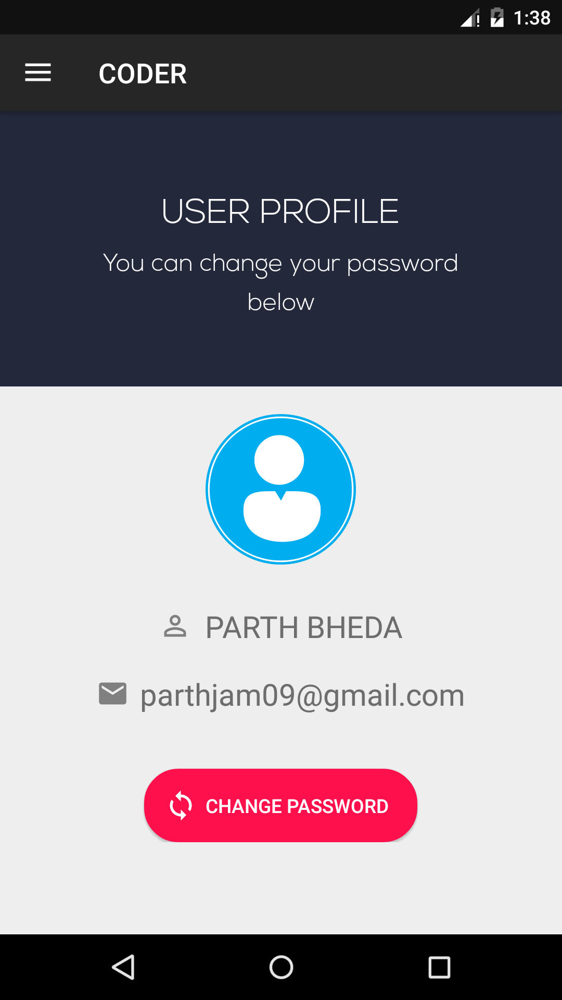 1:38
CODER
USER PROFILE
You can change your password
below
PARTH BHEDA
parthjam09@gmail.com
CHANGE PASSWORD